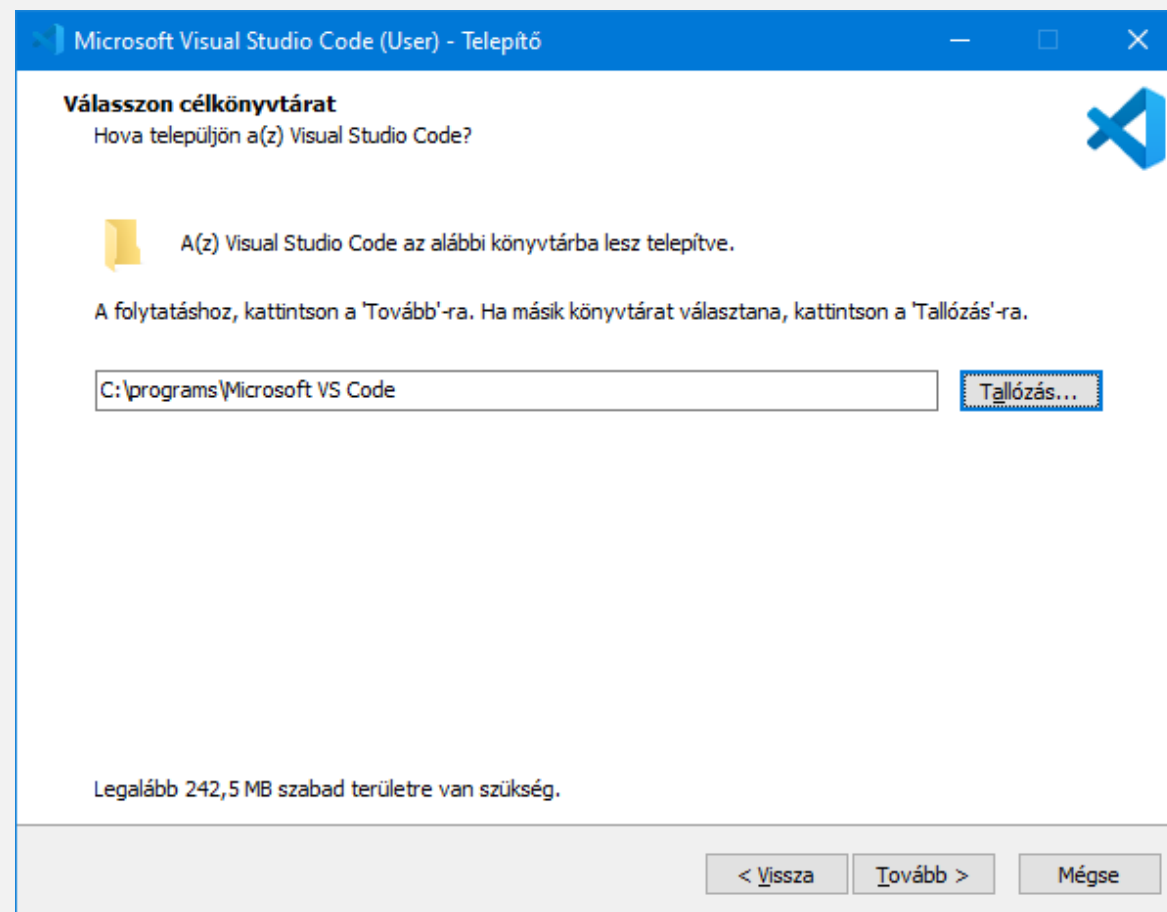 Microsoft Visual Studio Code (User) - Telepítő
Válasszon célkönyvtárat
Hova települjön a(z) Visual Studio Code?
A(z) Visual Studio Code az alábbi könyvtárba lesz telepítve.
A folytatáshoz, kattintson a 'Tovább'-ra. Ha másik könyvtárat választana, kattintson a 'Tallózás'-ra.
C:\programs\Microsoft VS Code
Tallózás...
Legalább 242,5 MB szabad területre van szükség.
< Vissza
Tovább >
Mégse